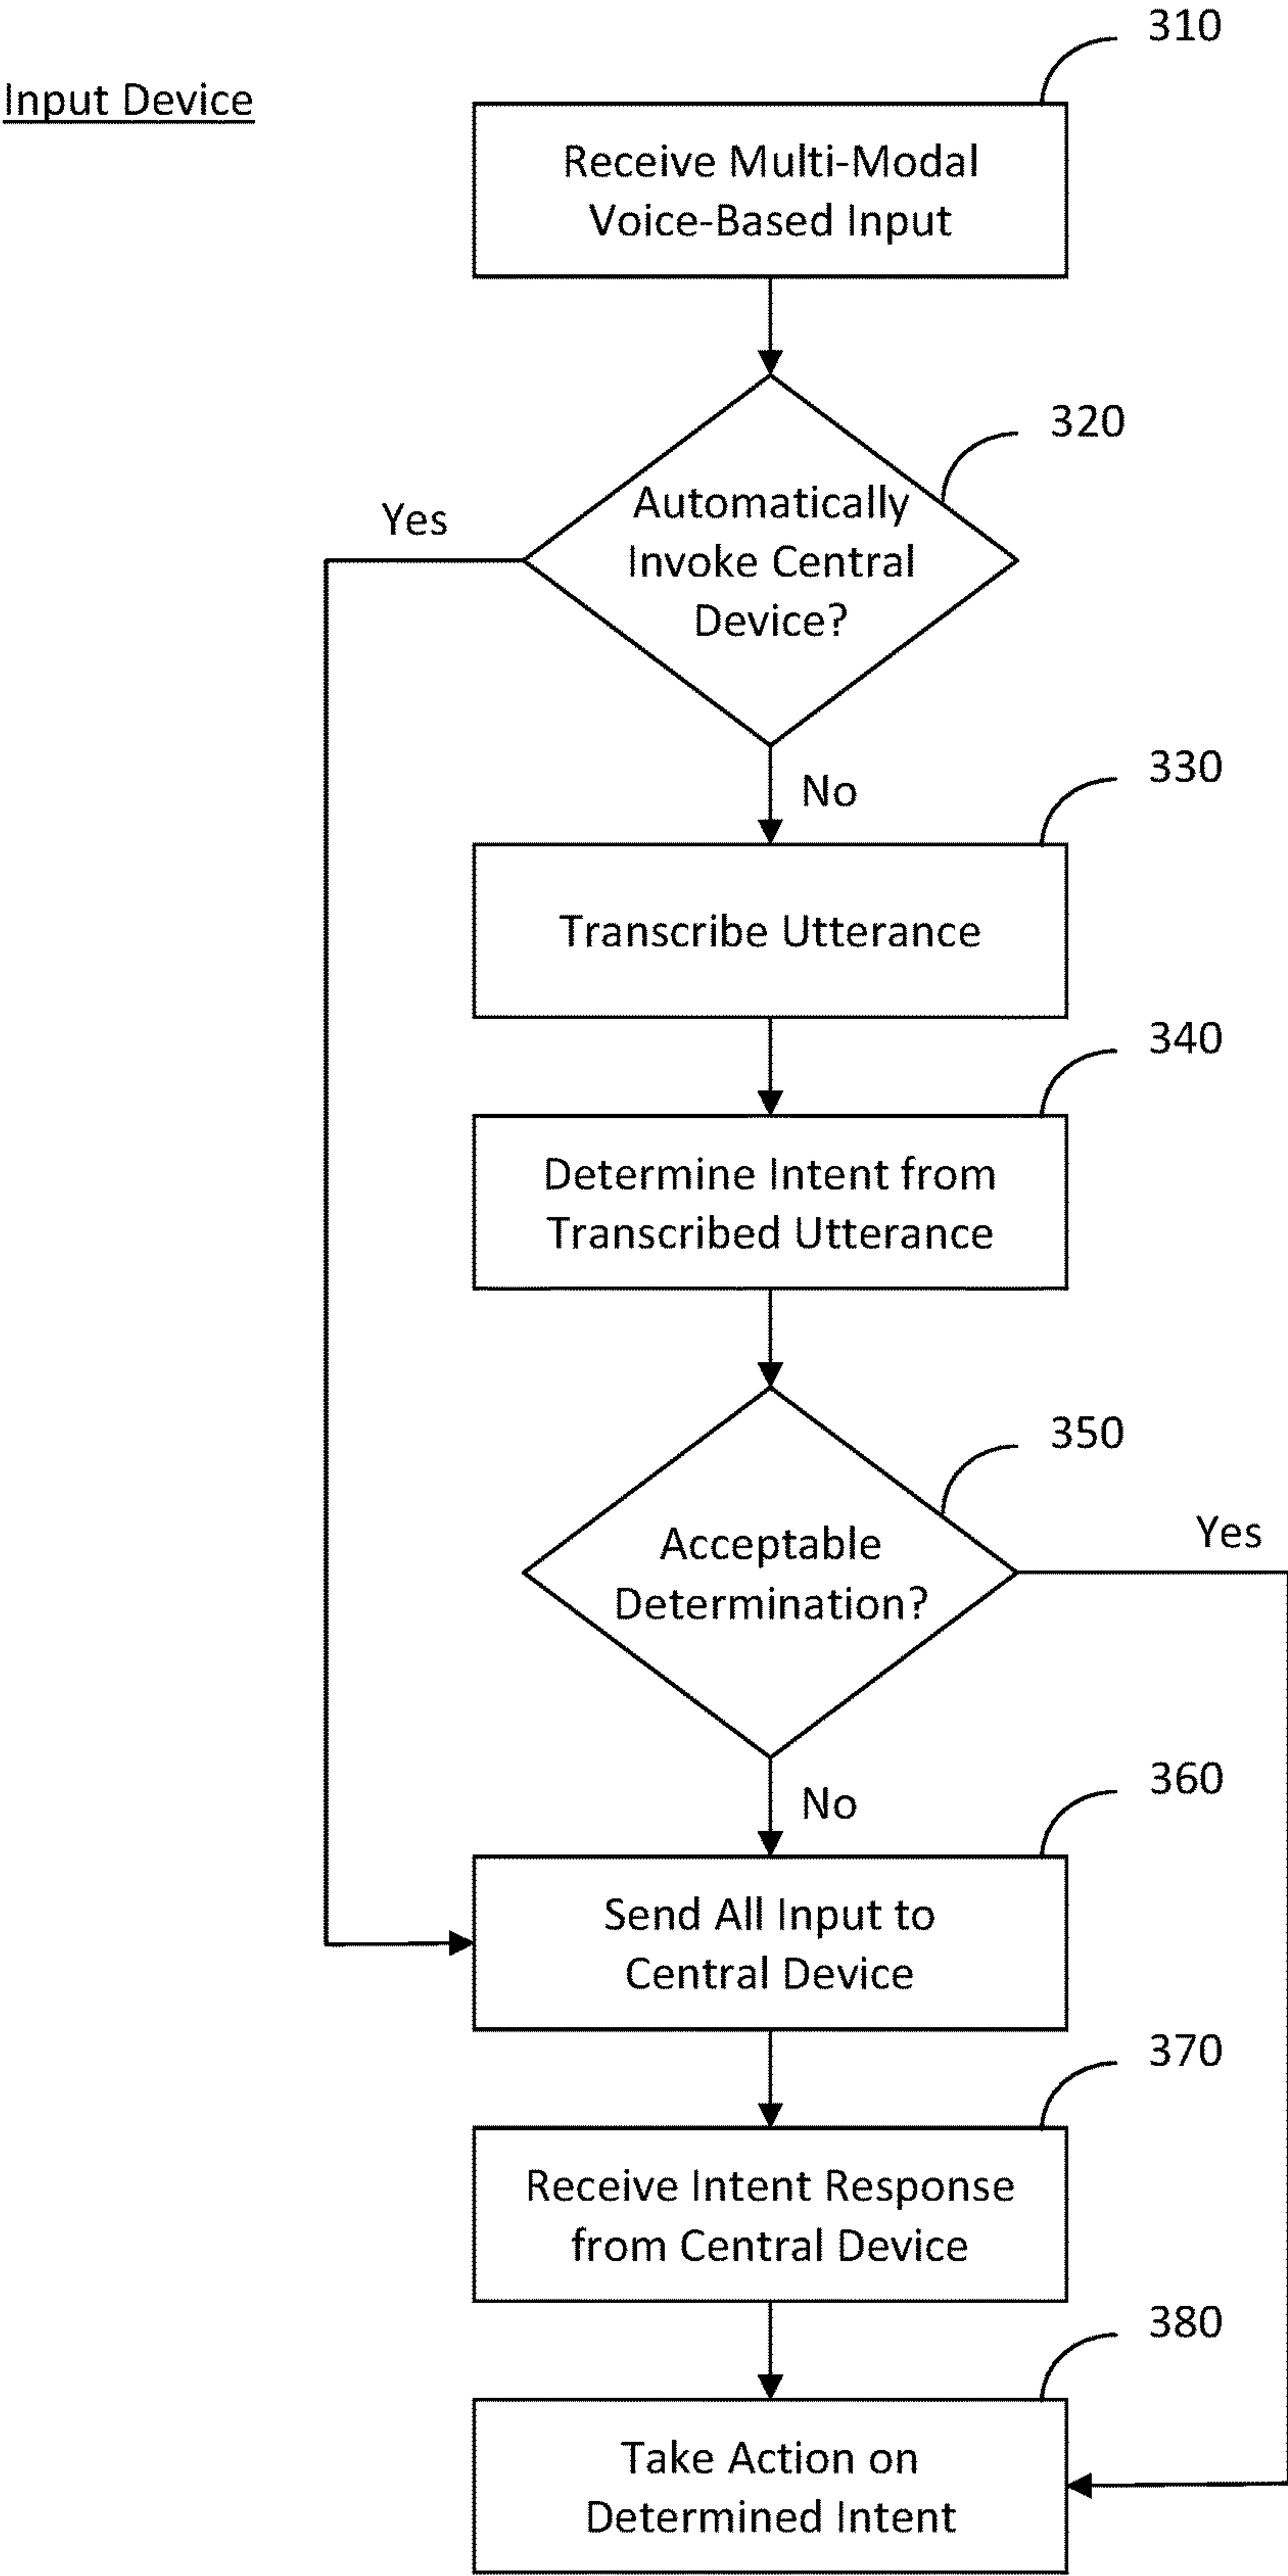 310
Input Device
Receive Multi-Modal
Voice-Based Input
320
Automatically
Invoke Central
Device?
Yes
No
330
Transcribe Utterance
340
Determine Intent from
Transcribed Utterance
350
Acceptable
Determination?
Yes
No
360
Send All Input to
Central Device
370
Receive Intent Response
from Central Device
380
Take Action on
Determined Intent